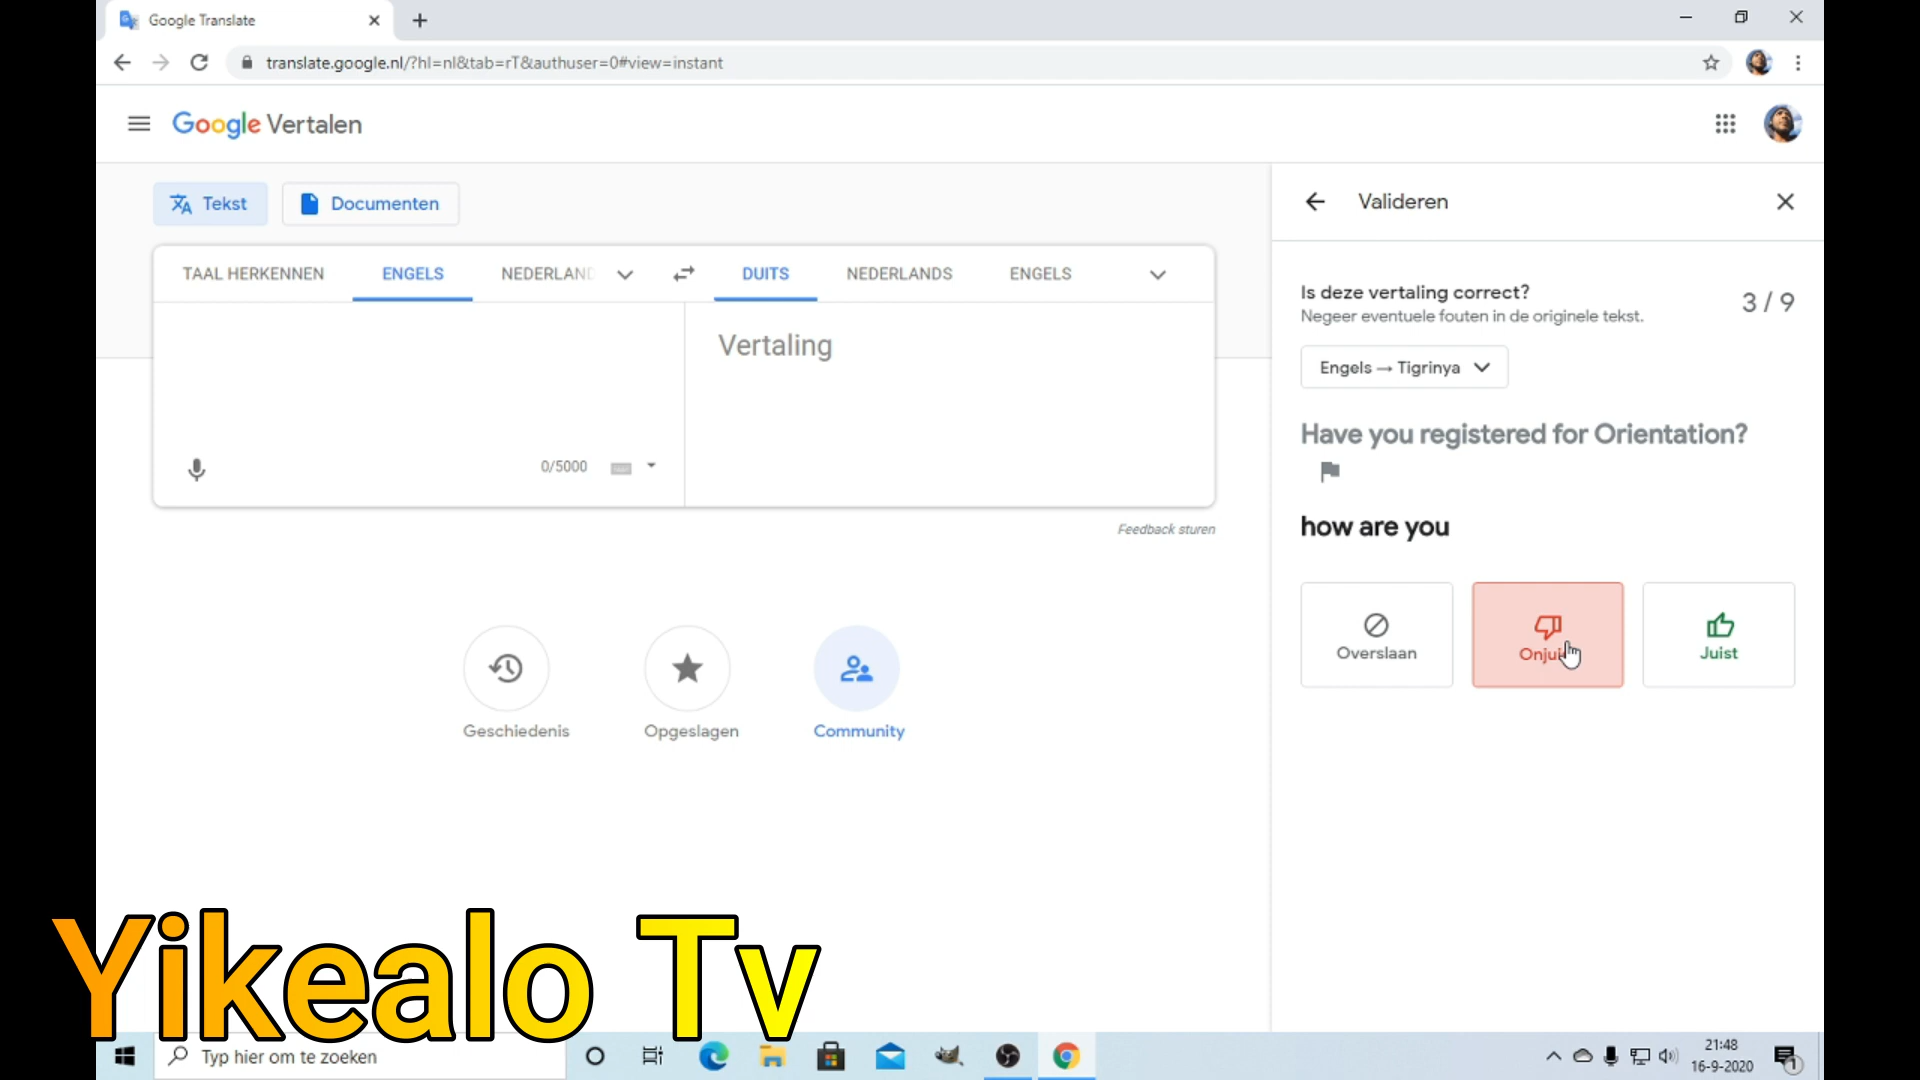 Google Translate
translate.google.nl/?hl=nl&tab=rT&authuser=0#view=instant
Google Vertalen
Tekst
Documenten
Valideren
TAAL HERKENNEN
ENGELS
NEDERLAND
DUITS
NEDERLANDS
ENGELS
Is deze vertaling correct?
3 / 9
Negeer eventuele fouten in de originele tekst.
Vertaling
Engels → Tigrinya
Have you registered for Orientation?
0/5000
Feedback sturen
how are you
Overslaan
Onjui
Juist
Geschiedenis
Opgeslagen
Community
Yikealo Tv
Typ hier om te zoeken
21:48
16-9-2020
1